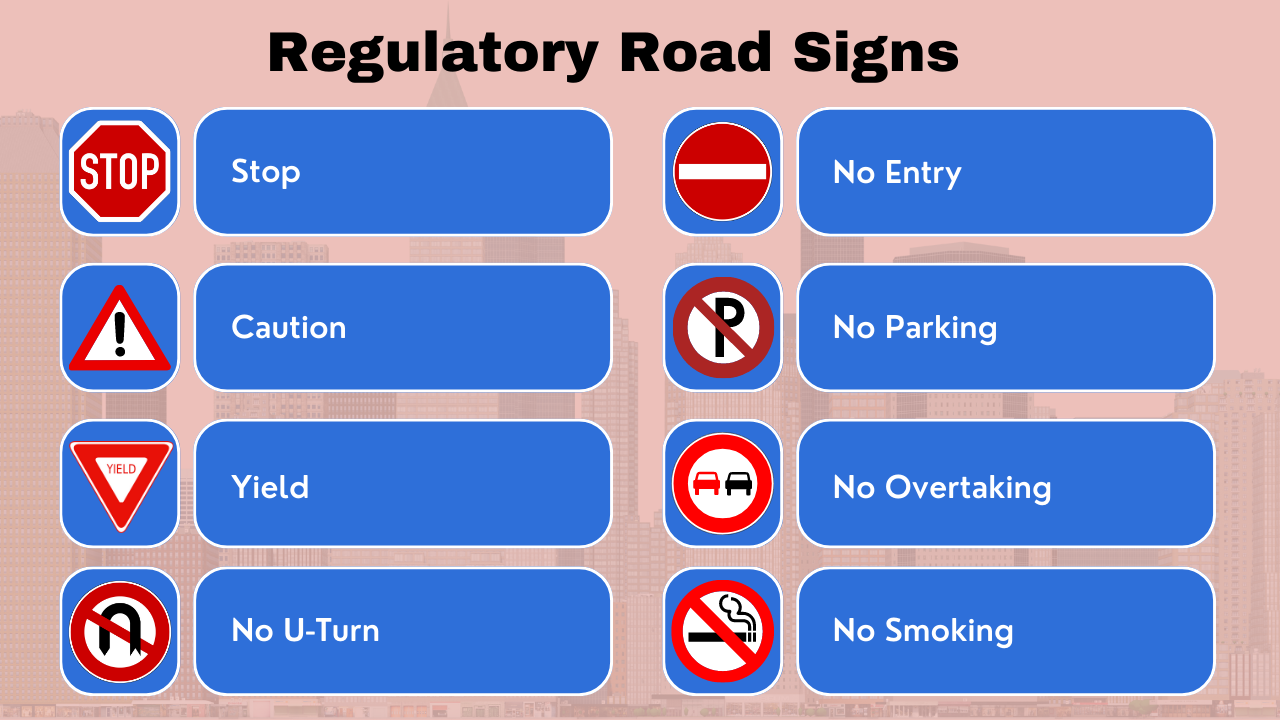 Regulatory Road Signs
STOP
Stop
No Entry
Caution
P
No Parking
YIELD
Yield
No Overtaking
No U-Turn
No Smoking